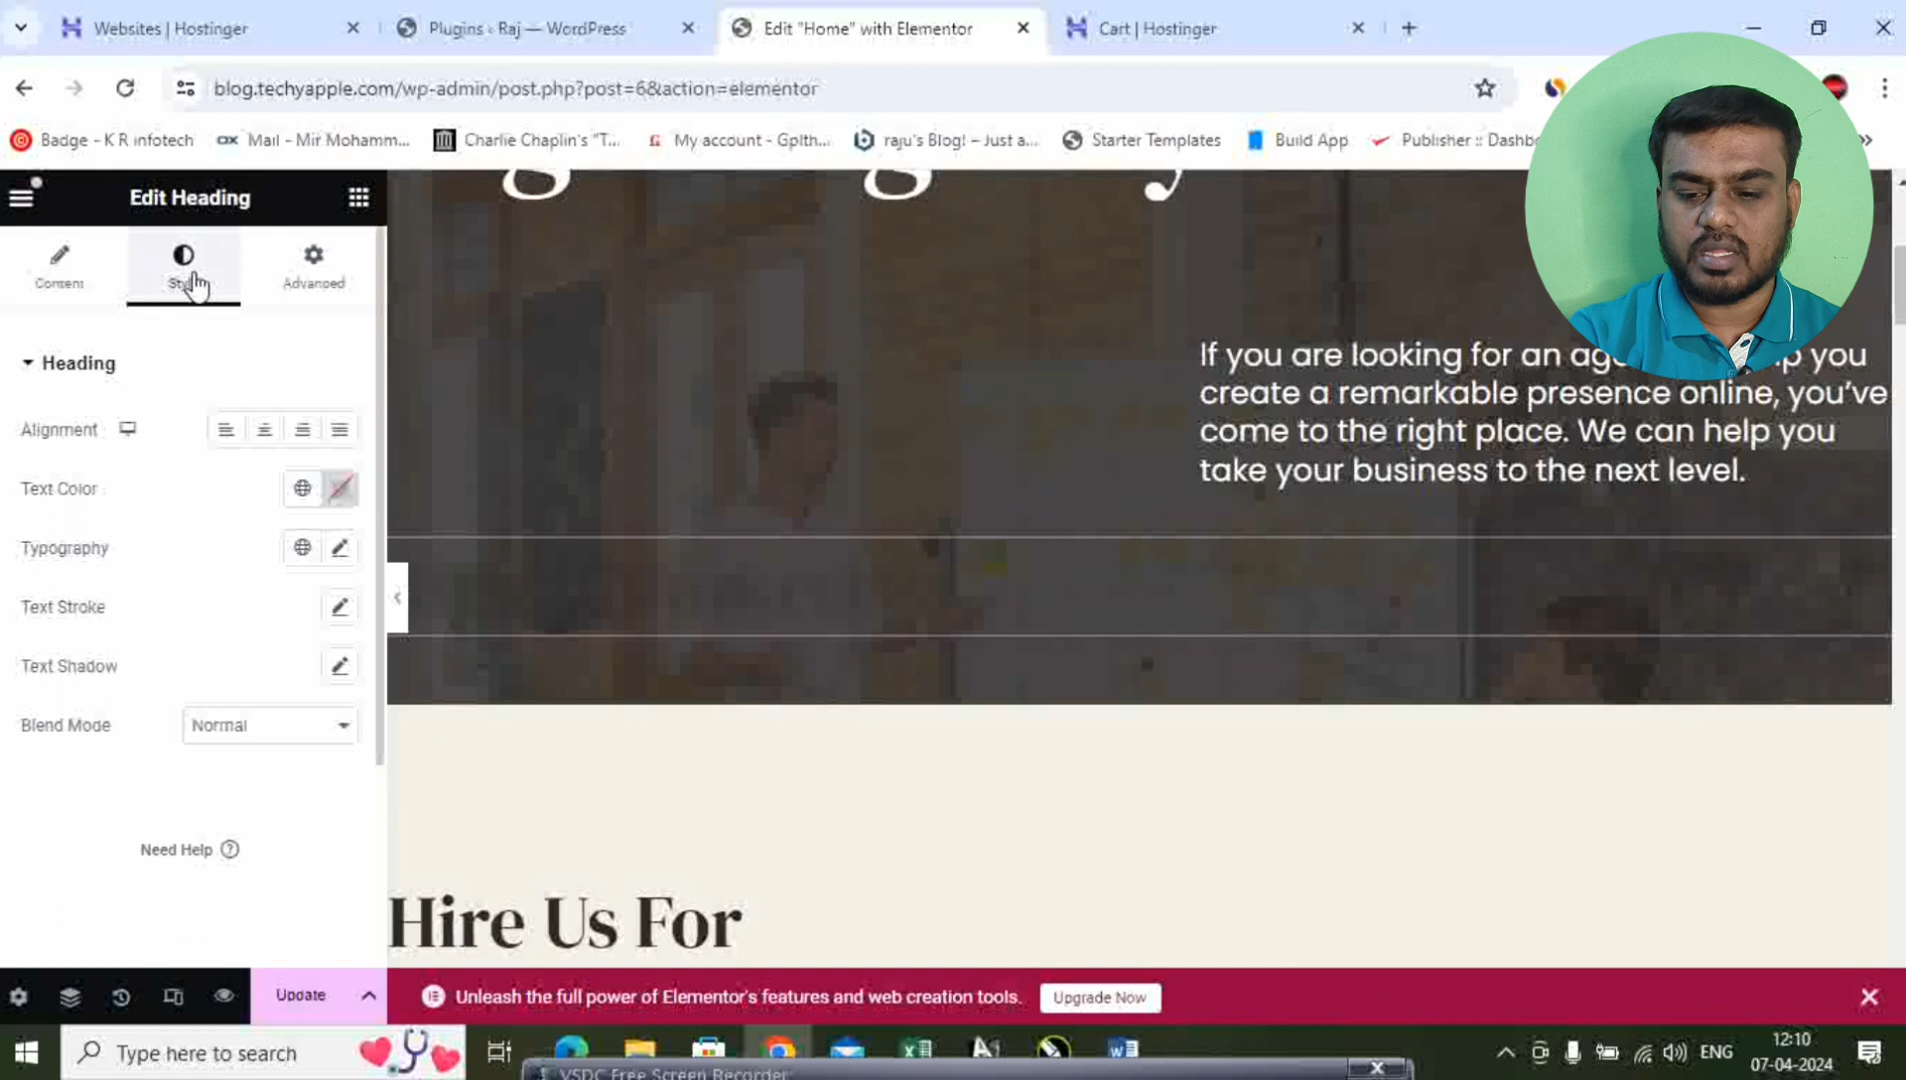 Websites | Hostinger
Plugins ‹ Raj — WordPress
Edit "Home" with Elementor
Cart | Hostinger
blog.techyapple.com/wp-admin/post.php?post=6&action=elementor
Badge - K R infotech
Mail - Mir Mohamm...
Charlie Chaplin's "T...
My account - Gplth...
raju's Blog! – Just a...
Starter Templates
Build App
Publisher :: Dashb
Edit Heading
Content
Advanced
Heading
Alignment
Text Color
Typography
Text Stroke
Text Shadow
Blend Mode
Normal
Need Help
If you are looking for an you
create a remarkable presence online, you've
come to the right place. We can help you
take your business to the next level.
Hire Us For
Update
Unleash the full power of Elementor's features and web creation tools.
Upgrade Now
Type here to search
ENG
12:10
07-04-2024
VSDC Free Screen Recorder